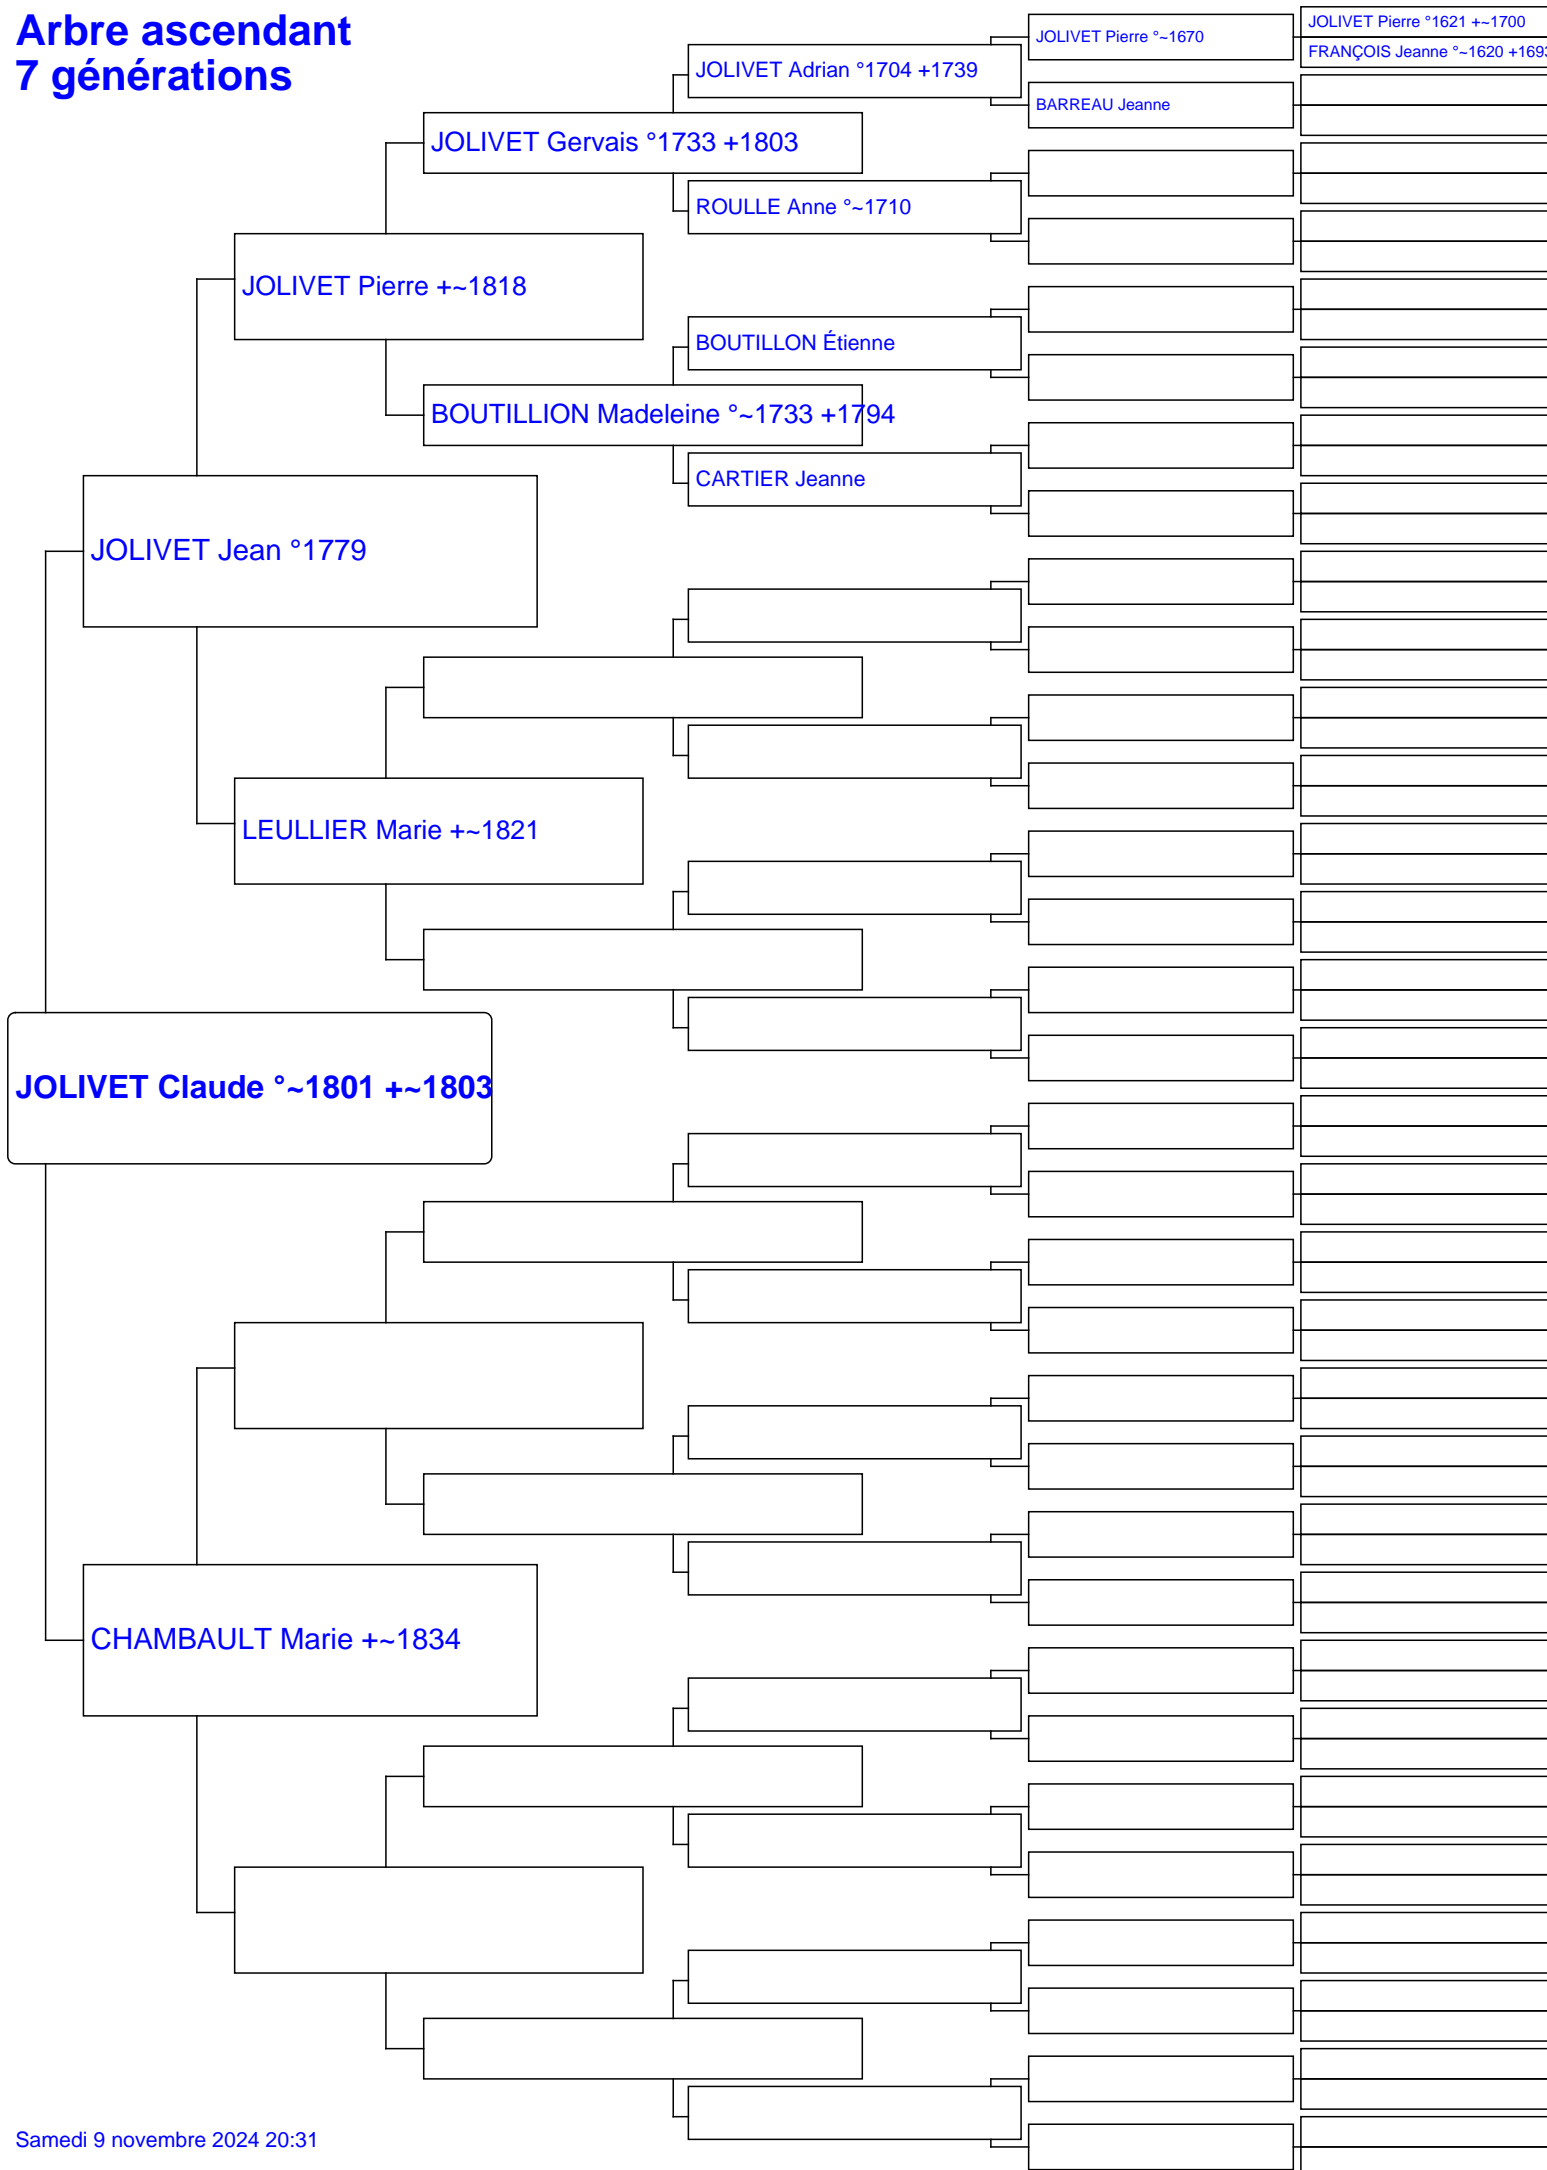 Arbre ascendant
7 générations
JOLIVET Pierre °1621 +~1700
FRANÇOIS Jeanne °~1620 +1693
JOLIVET Pierre °~1670
BARREAU Jeanne
JOLIVET Adrian °1704 +1739
ROULLE Anne °~1710
JOLIVET Gervais °1733 +1803
BOUTILLON Étienne
BOUTILLION Madeleine °~1733 +1794
CARTIER Jeanne
JOLIVET Pierre +~1818
JOLIVET Jean °1779
LEULLIER Marie +~1821
JOLIVET Claude °~1801 +~1803
CHAMBAULT Marie +~1834
Samedi 9 novembre 2024 20:31